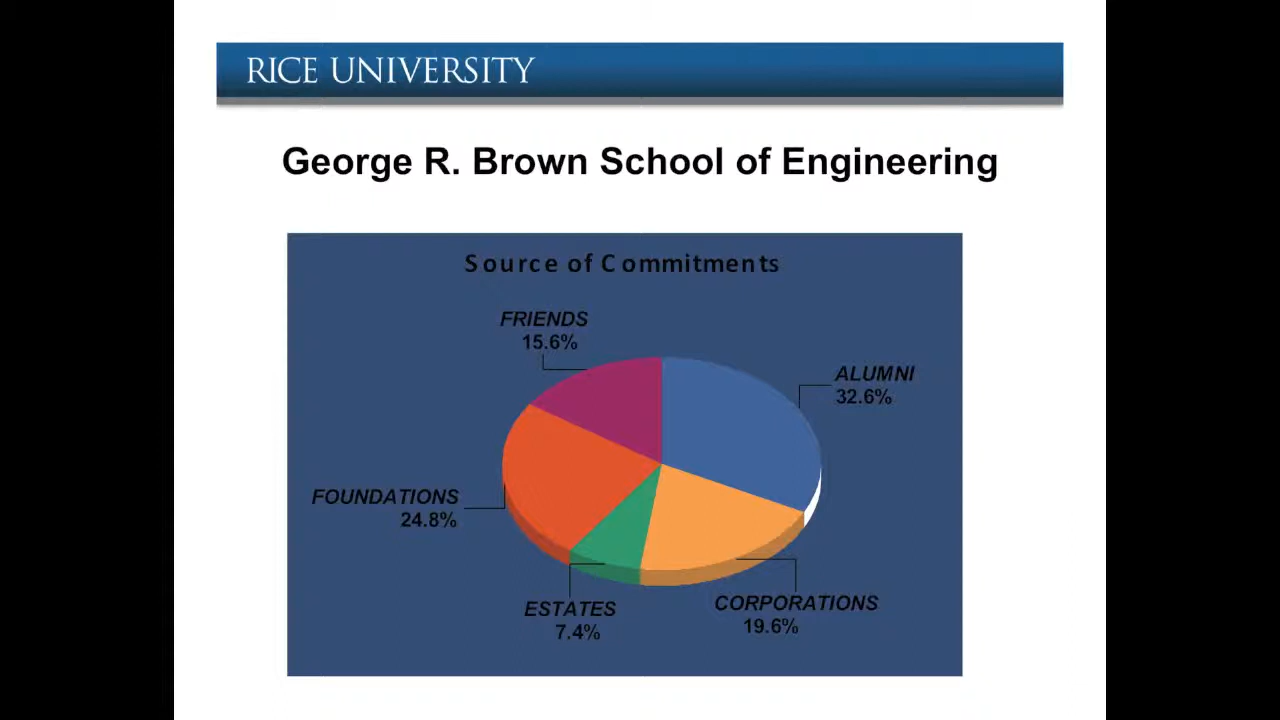 RICE UNIVERSITY
George R. Brown School of Engineering
Source of Commitments
FRIENDS
15.6%
ALUMNI
32.6%
FOUNDATIONS
24.8%
ESTATES
7.4%
CORPORATIONS
19.6%